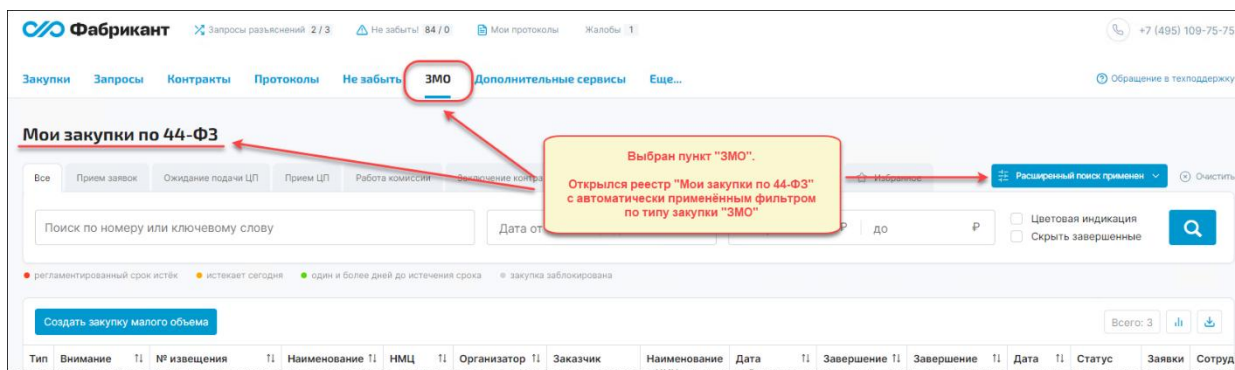 Фабрикант
Запросы разъяснений 2 / 3
Не забыть! 84 / 0
Мои протоколы
Жалобы 1
+7 (495) 109-75-75
Закупки Запросы Контракты Протоколы Не забыть ЗМО Дополнительные сервисы Еще...
Обращение в техподдержку
Мои закупки по 44-ФЗ
Выбран пункт "ЗМО".
Открылся реестр "Мои закупки по 44-ФЗ"
с автоматически применённым фильтром
по типу закупки "ЗМО"
Все Прием заявок Ожидание подачи ЦП Прием ЦП Работа комиссии Заключение Избранное
Расширенный поиск применен
Очистить
Поиск по номеру или ключевому слову
Дата от
₽ до ₽
Цветовая индикация
Скрыть завершенные
регламентированный срок истёк истекает сегодня один и более дней до истечения срока закупка заблокирована
Создать закупку малого объема
Всего: 3
Тип Внимание № извещения Наименование НМЦ Организатор Заказчик Наименование Дата Завершение Завершение Дата Статус Заявки Сотруд